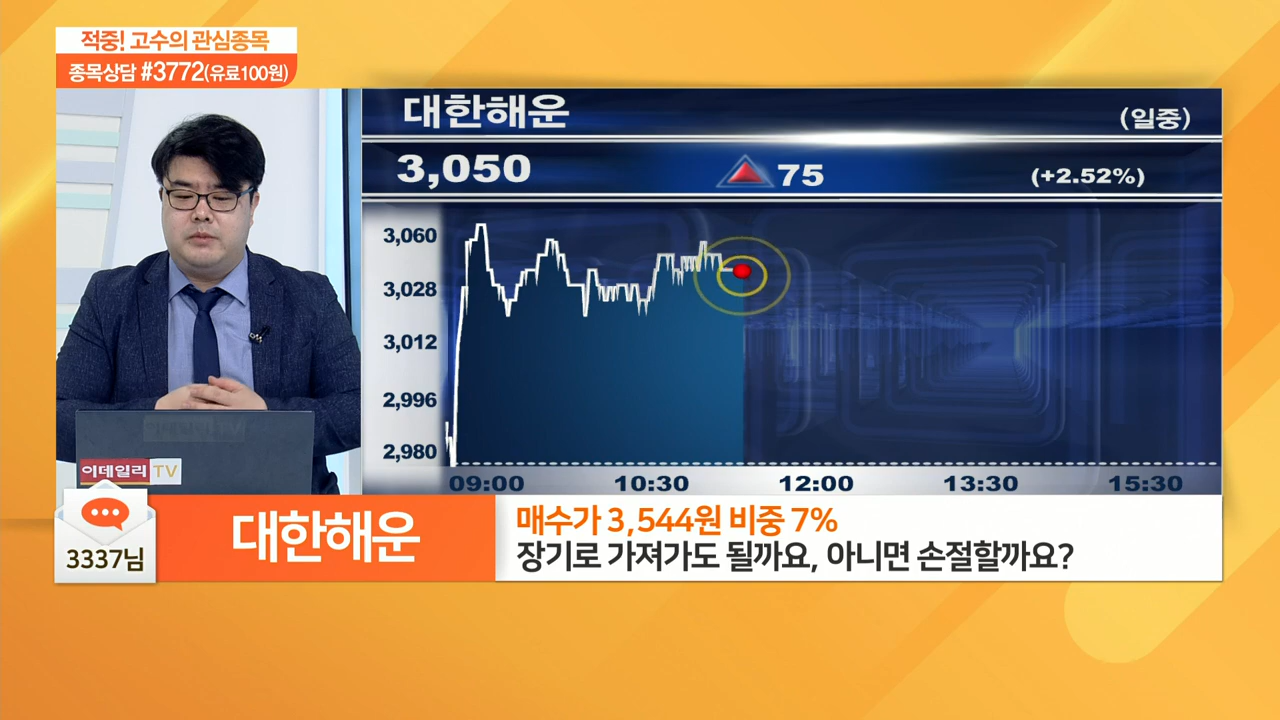 적중! 고수의 관심종목
종목상담 #3772(유료100원)
대한해운
(일중)
3,050
75
(+2.52%)
3,060
3,028
3,012
2,996
2,980
09:00
10:30
12:00
13:30
15:30
이데일리 TV
3337님
대한해운
매수가 3,544원 비중 7%
장기로 가져가도 될까요, 아니면 손절할까요?